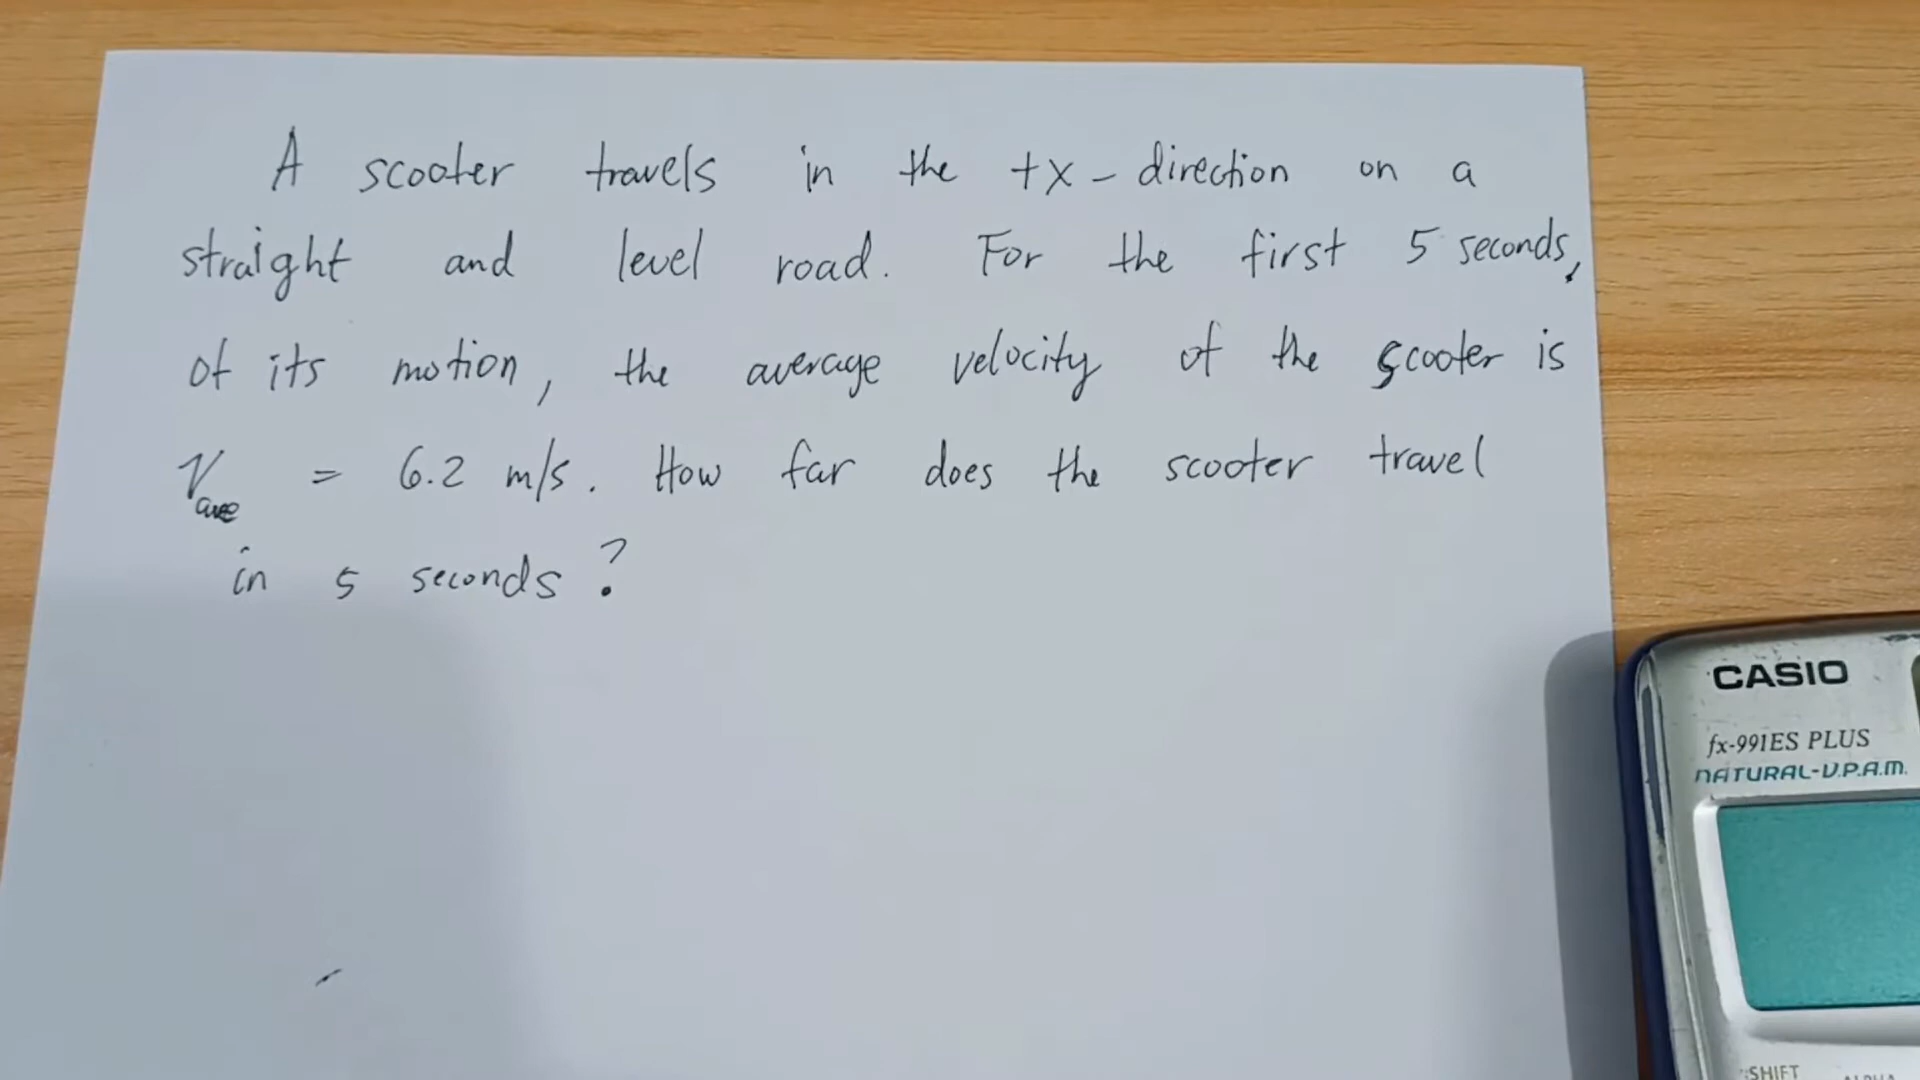 A scooter travels in the +x-direction on a
straight and level road. For the first 5 seconds,
of its motion, the average velocity of the scooter is
Vave = 6.2 m/s. How far does the scooter travel
in 5 seconds?
CASIO
fx-991ES PLUS
NATURAL-V.P.A.M.
SHIFT
ALPHA